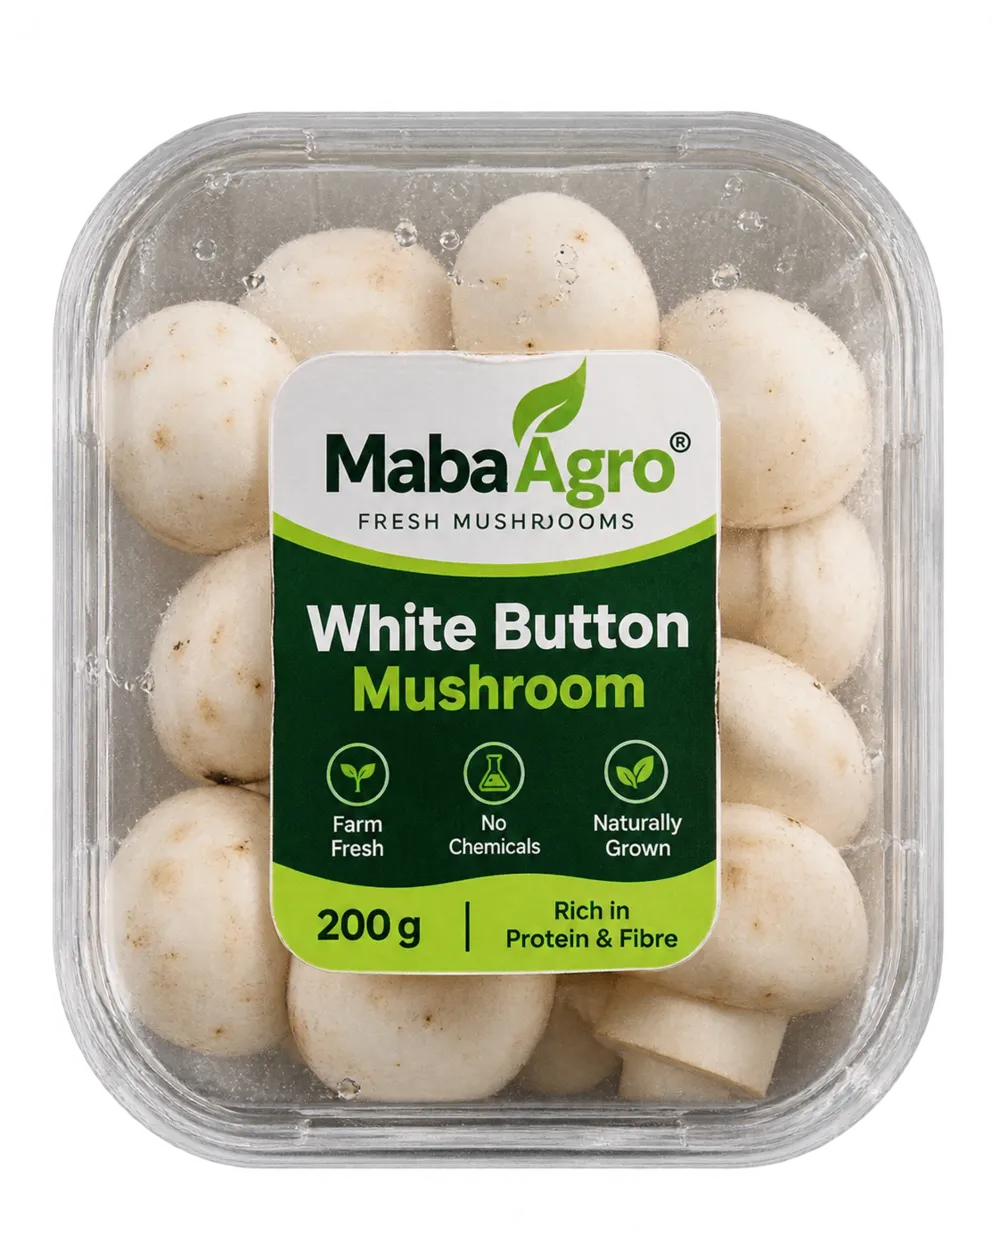 MabaAgro®
FRESH MUSHROOMS
White Button
Mushroom
Farm
Fresh
No
Chemicals
Naturally
Grown
200 g
Rich in
Protein & Fibre